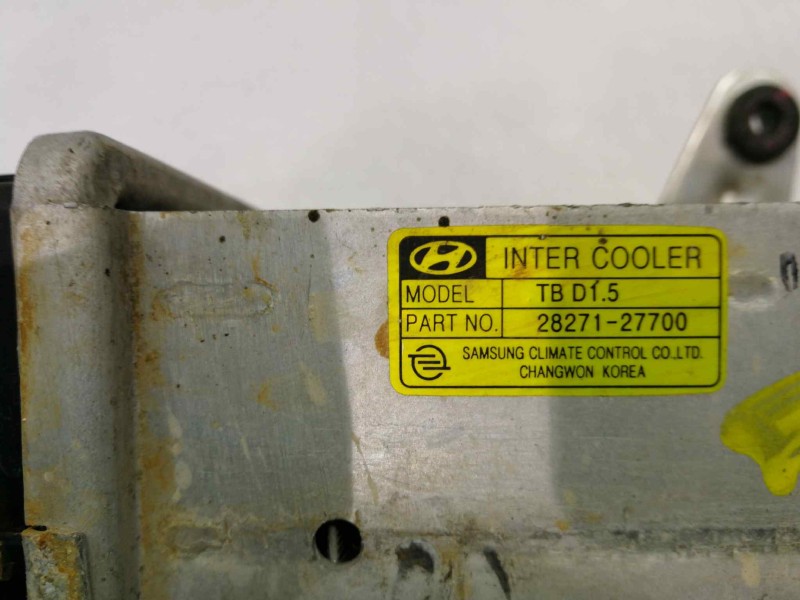 INTER COOLER
MODEL TB D1.5
PART NO. 28271-27700
SAMSUNG CLIMATE CONTROL CO.,LTD.
CHANGWON KOREA